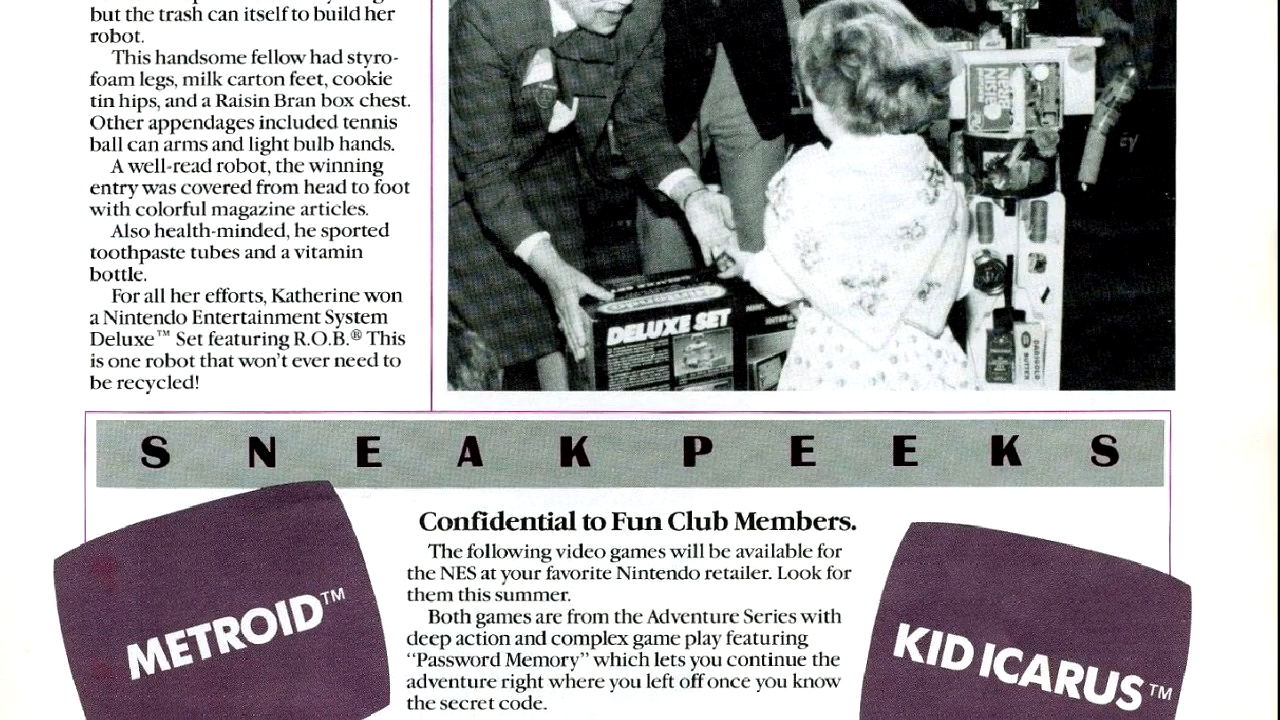 but the trash can itself to build her
robot.
This handsome fellow had styro-
foam legs, milk carton feet, cookie
tin hips, and a Raisin Bran box chest.
Other appendages included tennis
ball can arms and light bulb hands.
A well-read robot, the winning
entry was covered from head to foot
with colorful magazine articles.
Also health-minded, he sported
toothpaste tubes and a vitamin
bottle.
For all her efforts, Katherine won
a Nintendo Entertainment System
Deluxe™ Set featuring R.O.B.® This
is one robot that won't ever need to
be recycled!
DELUXE SET
SNEAK PEEKS
METROID™
Confidential to Fun Club Members.
The following video games will be available for
the NES at your favorite Nintendo retailer. Look for
them this summer.
Both games are from the Adventure Series with
deep action and complex game play featuring
“Password Memory” which lets you continue the
adventure right where you left off once you know
the secret code.
KID ICARUS™